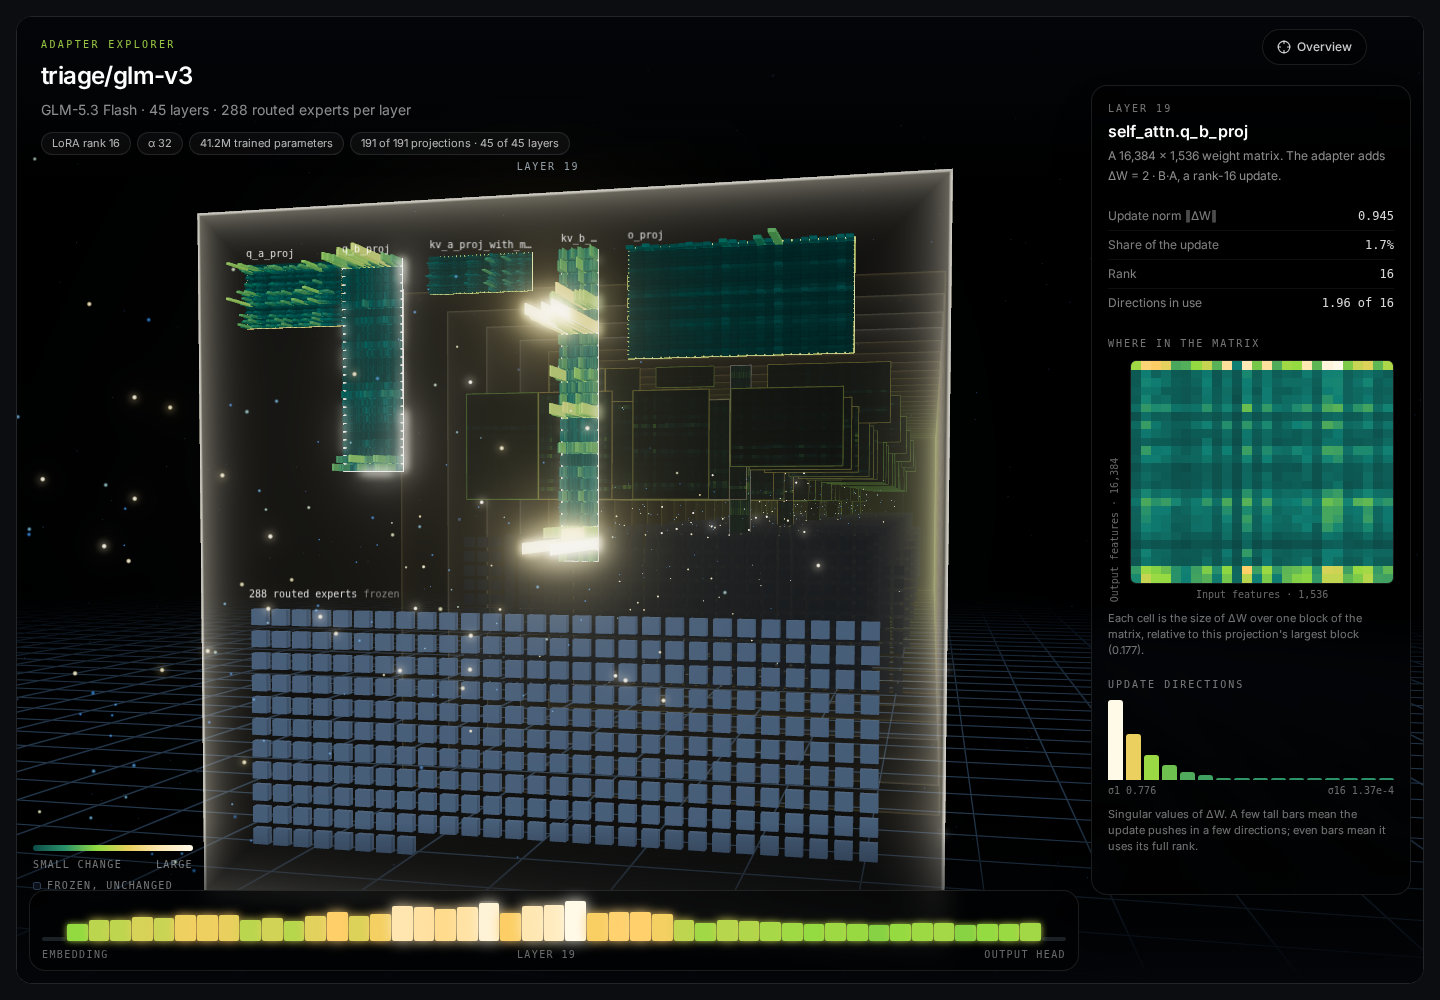 ADAPTER EXPLORER
triage/glm-v3
GLM-5.3 Flash · 45 layers · 288 routed experts per layer
LoRA rank 16
α 32
41.2M trained parameters
191 of 191 projections · 45 of 45 layers
Overview
LAYER 19
q_a_proj
q_b_proj
kv_a_proj_with_m…
kv_b_…
o_proj
288 routed experts frozen
SMALL CHANGE
LARGE
FROZEN, UNCHANGED
EMBEDDING
LAYER 19
OUTPUT HEAD
LAYER 19
self_attn.q_b_proj
A 16,384 × 1,536 weight matrix. The adapter adds
ΔW = 2 · B·A, a rank-16 update.
Update norm ‖ΔW‖ 0.945
Share of the update 1.7%
Rank 16
Directions in use 1.96 of 16
WHERE IN THE MATRIX
Output features · 16,384
Input features · 1,536
Each cell is the size of ΔW over one block of the
matrix, relative to this projection's largest block
(0.177).
UPDATE DIRECTIONS
σ1 0.776
σ16 1.37e-4
Singular values of ΔW. A few tall bars mean the
update pushes in a few directions; even bars mean it
uses its full rank.